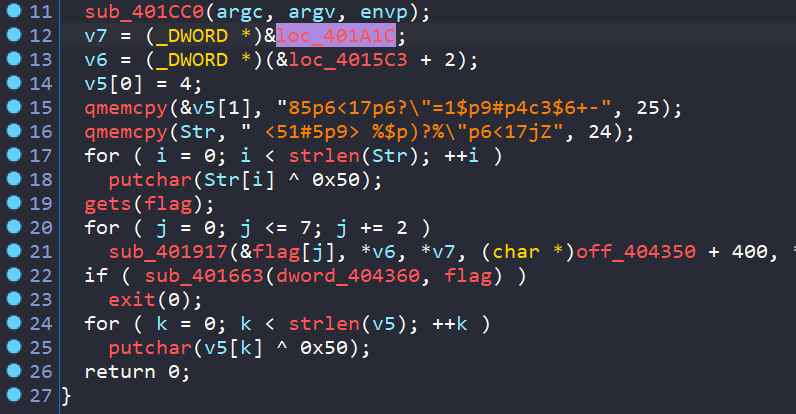 11 sub_401CC0(argc, argv, envp);
12 v7 = (_DWORD *)&loc_401A1C;
13 v6 = (_DWORD *)(&loc_4015C3 + 2);
14 v5[0] = 4;
15 qmemcpy(&v5[1], "85p6<17p6?\"=1$p9#p4c3$6+-", 25);
16 qmemcpy(Str, " <51#5p9> %$p)?%\"p6<17jZ", 24);
17 for ( i = 0; i < strlen(Str); ++i )
18 putchar(Str[i] ^ 0x50);
19 gets(flag);
20 for ( j = 0; j <= 7; j += 2 )
21 sub_401917(&flag[j], *v6, *v7, (char *)off_404350 + 400, *
22 if ( sub_401663(dword_404360, flag) )
23 exit(0);
24 for ( k = 0; k < strlen(v5); ++k )
25 putchar(v5[k] ^ 0x50);
26 return 0;
27 }